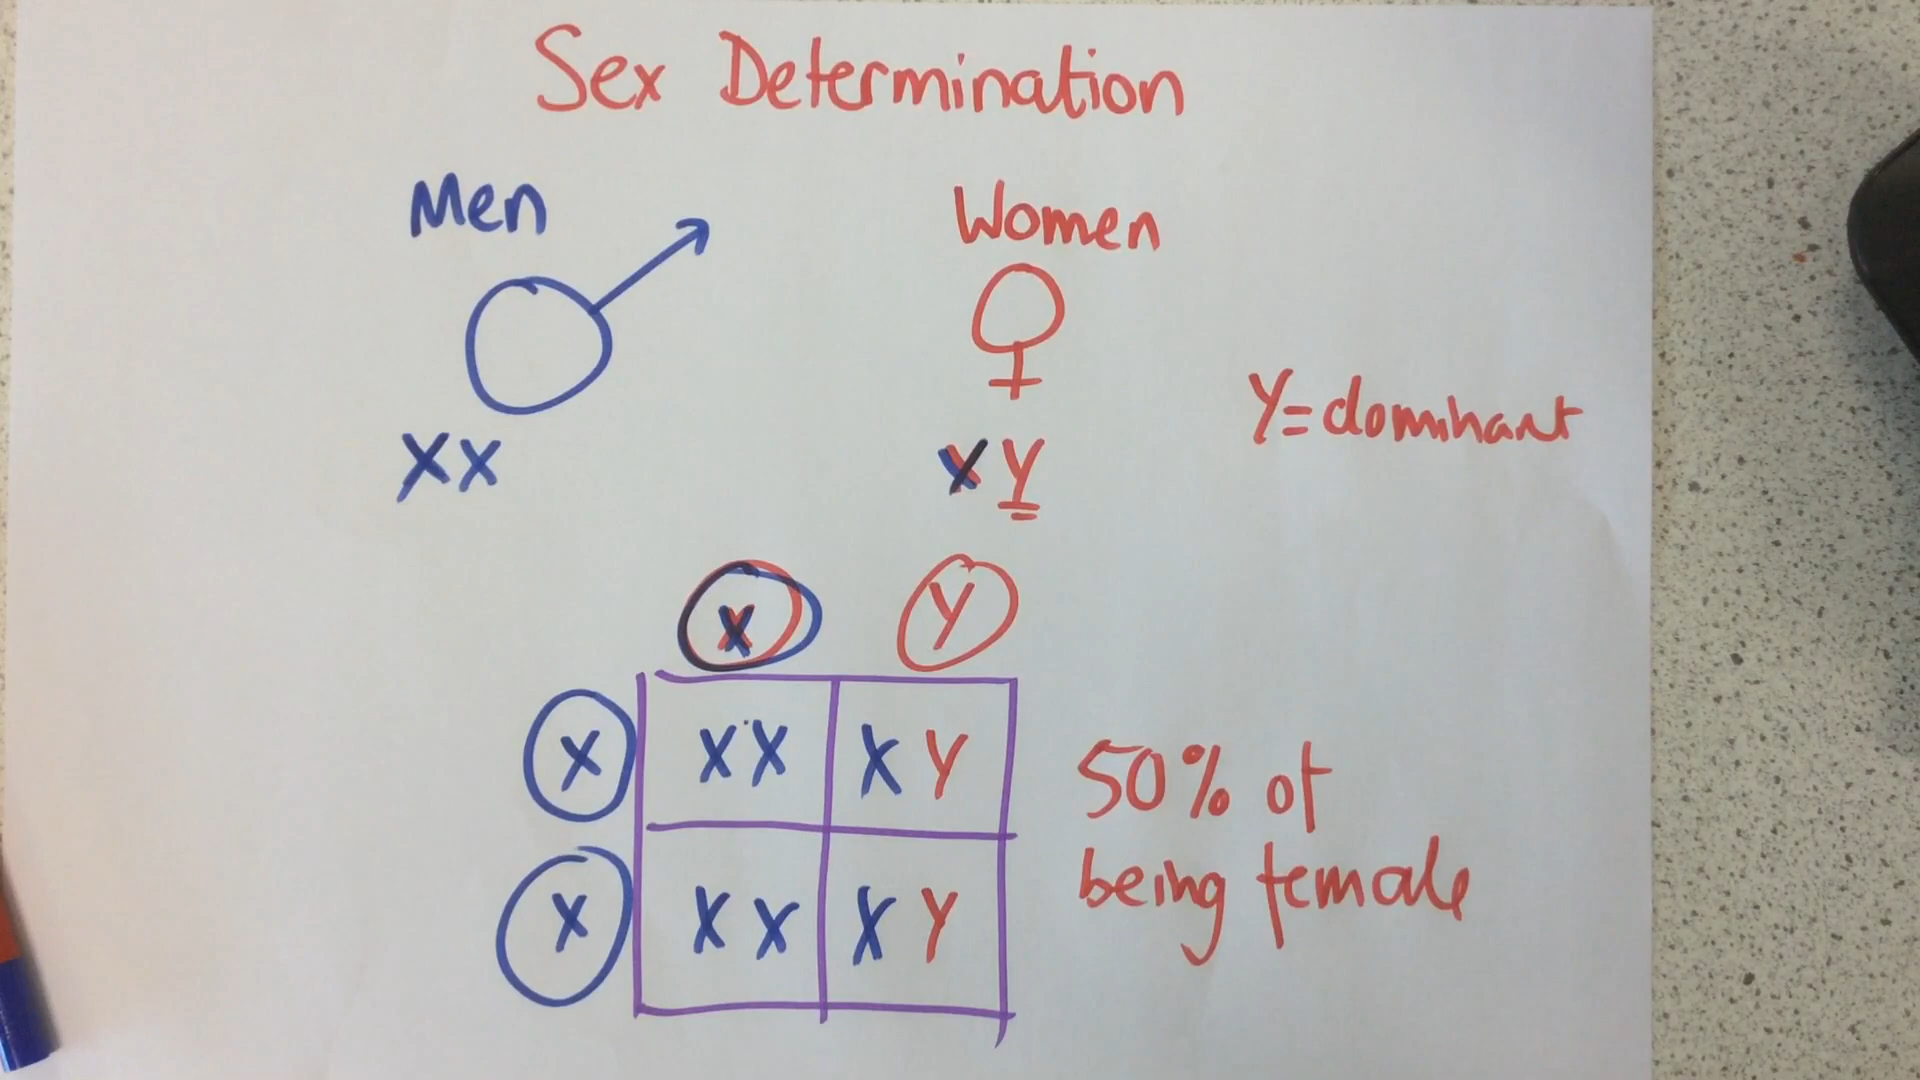 Sex Determination
Men
Women
Xx
XY
Y=dominant
X
Y
X
XX
XY
50% of
being female
X
Xx
XY